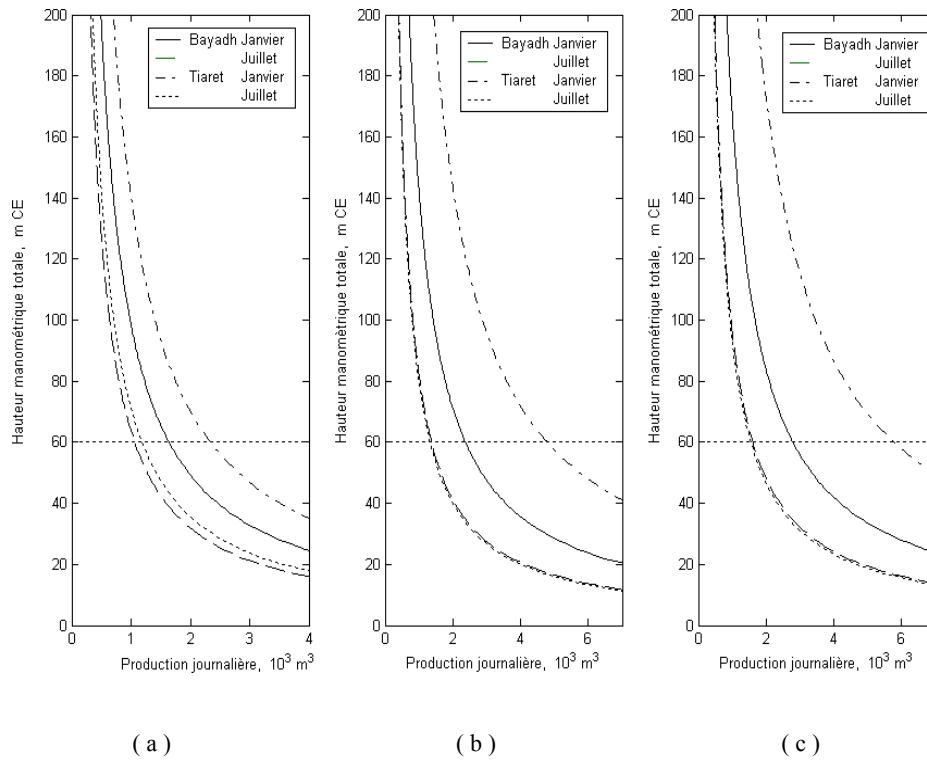 200
180
160
140
120
100
80
60
40
20
0
Hauteur manomètrique totale, m CE
Bayadh Janvier
Juillet
Tiaret Janvier
Juillet
0 1 2 3 4
Production journalière, 10³ m³
( a )
200
180
160
140
120
100
80
60
40
20
0
Hauteur manomètrique totale, m CE
Bayadh Janvier
Juillet
Tiaret Janvier
Juillet
0 2 4 6
Production journalière, 10³ m³
( b )
200
180
160
140
120
100
80
60
40
20
0
Hauteur manomètrique totale, m CE
Bayadh Janvier
Juillet
Tiaret Janvier
Juillet
0 2 4 6
Production journalière, 10³ m³
( c )